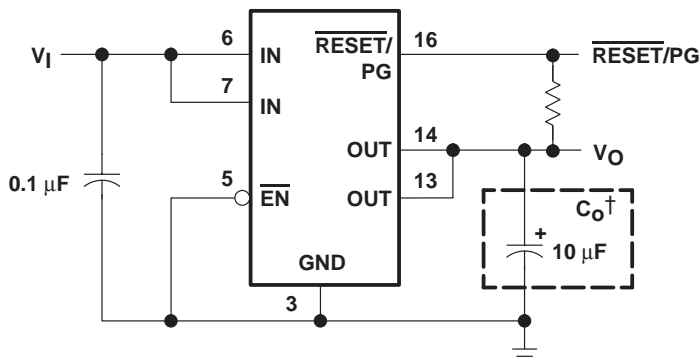 6
IN
RESET/
PG
16
RESET/PG
VI
7
IN
14
OUT
VO
0.1 μF
5
EN
13
OUT
Co†
+
10 μF
GND
3